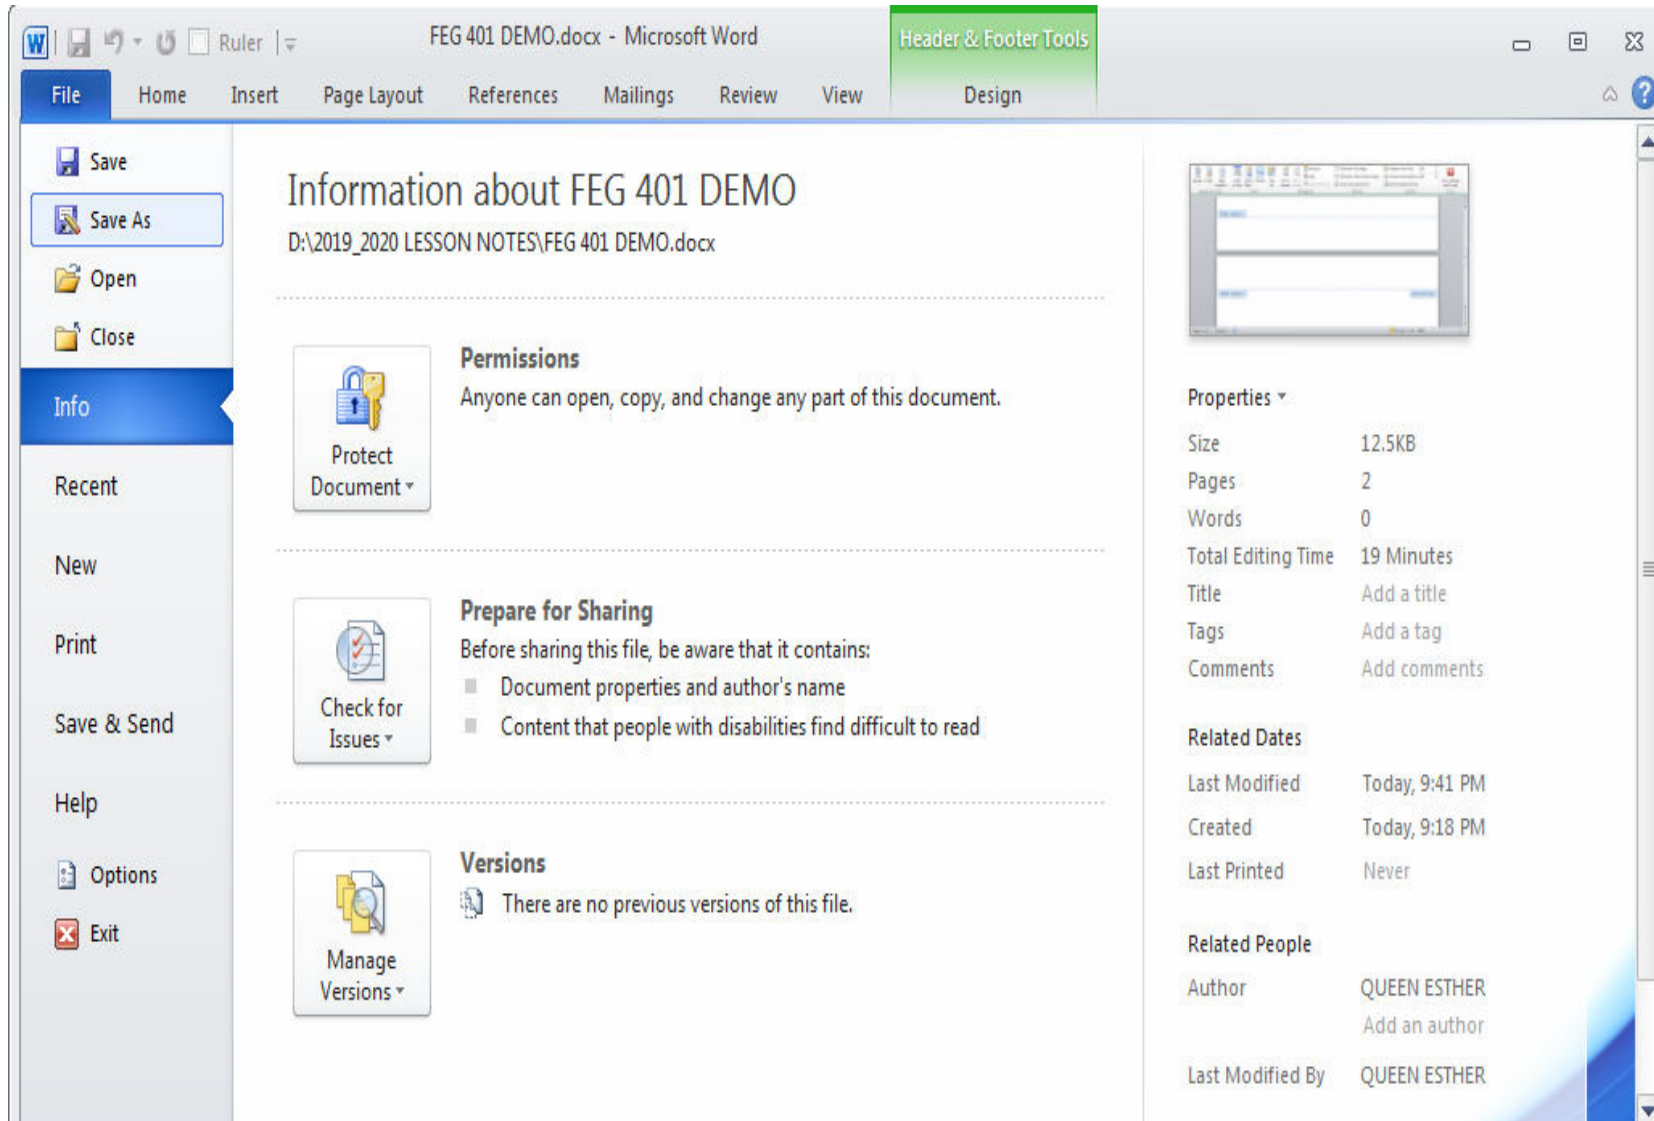 W Ruler FEG 401 DEMO.docx - Microsoft Word Header & Footer Tools
File Home Insert Page Layout References Mailings Review View Design ?
Save
Save As
Open
Close
Info
Recent
New
Print
Save & Send
Help
Options
Exit
Information about FEG 401 DEMO
D:\2019_2020 LESSON NOTES\FEG 401 DEMO.docx
Protect
Document
Permissions
Anyone can open, copy, and change any part of this document.
Check for
Issues
Prepare for Sharing
Before sharing this file, be aware that it contains:
Document properties and author's name
Content that people with disabilities find difficult to read
Manage
Versions
Versions
There are no previous versions of this file.
Properties
Size 12.5KB
Pages 2
Words 0
Total Editing Time 19 Minutes
Title Add a title
Tags Add a tag
Comments Add comments
Related Dates
Last Modified Today, 9:41 PM
Created Today, 9:18 PM
Last Printed Never
Related People
Author QUEEN ESTHER
Add an author
Last Modified By QUEEN ESTHER